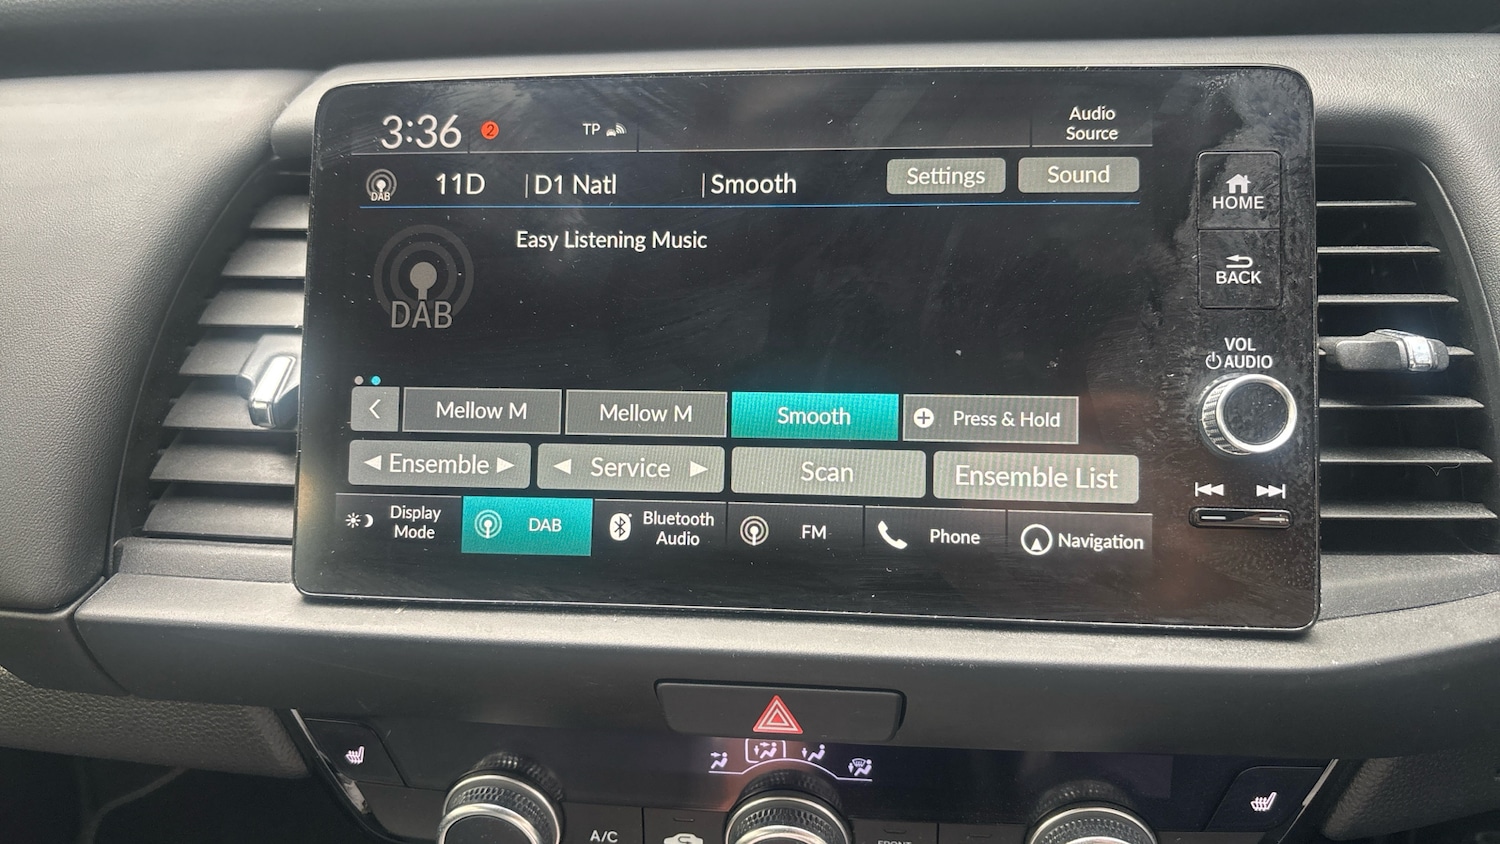 3:36 2 TP Audio
Source
DAB 11D D1 Natl Smooth Settings Sound
Easy Listening Music
DAB
Mellow M Mellow M Smooth Press & Hold
Ensemble Service Scan Ensemble List
Display
Mode
DAB
Bluetooth
Audio
FM
Phone
Navigation
HOME
BACK
VOL
AUDIO
A/C
FRONT